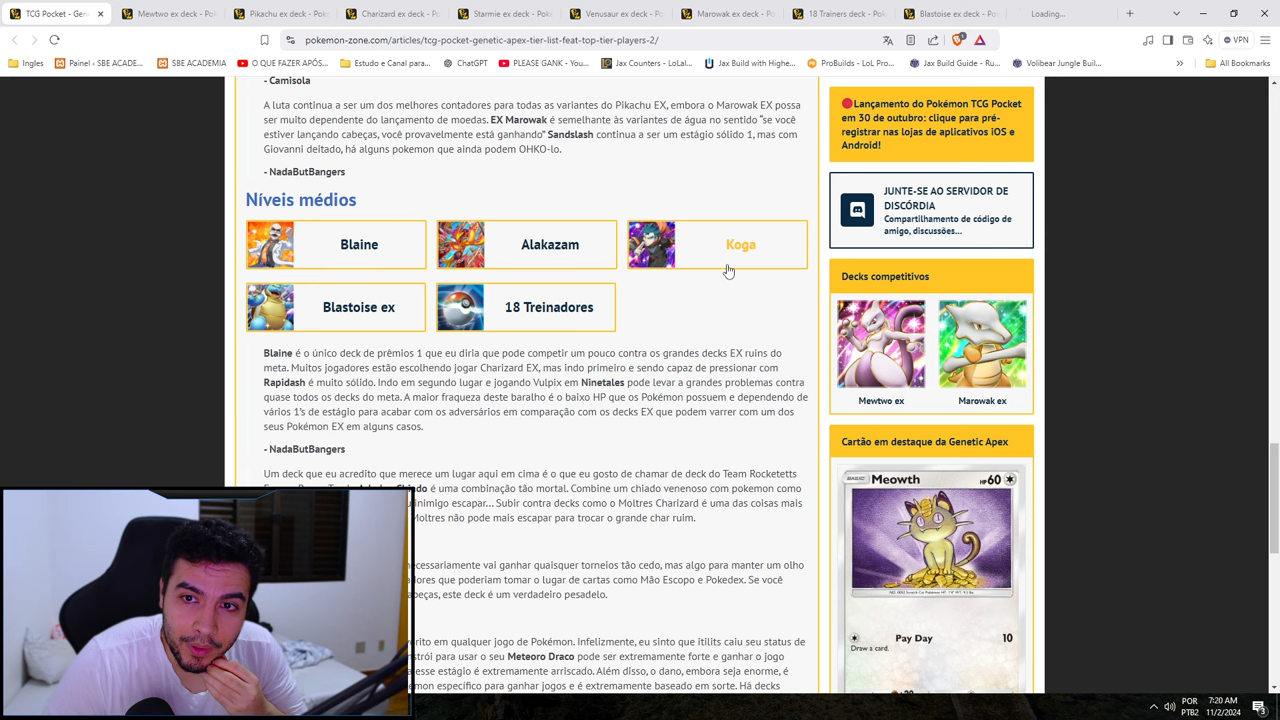 TCG Pocket - Gen
Mewtwo ex deck - Pok
Pikachu ex deck - Poke
Charizard ex deck - Pok
Starmie ex deck - Poke
Venusaur ex deck - Po
Marowak ex deck - Po
18 Trainers deck - Pok
Blastoise ex deck - Po
Loading...
pokemon-zone.com/articles/tcg-pocket-genetic-apex-tier-list-feat-top-tier-players-2/
VPN
Ingles
Painel ‹ SBE ACADE...
SBE ACADEMIA
O QUE FAZER APÓS...
Estudo e Canal para...
ChatGPT
PLEASE GANK - You...
Jax Counters - LoLal...
Jax Build with Highe...
ProBuilds - LoL Pro...
Jax Build Guide - Ru...
Volibear Jungle Buil...
»
All Bookmarks
- Camisola
A luta continua a ser um dos melhores contadores para todas as variantes do Pikachu EX, embora o Marowak EX possa
ser muito dependente do lançamento de moedas. EX Marowak é semelhante às variantes de água no sentido “se você
estiver lançando cabeças, você provavelmente está ganhando” Sandslash continua a ser um estágio sólido 1, mas com
Giovanni deitado, há alguns pokemon que ainda podem OHKO-lo.
- NadaButBangers
Níveis médios
Blaine
Alakazam
Koga
Blastoise ex
18 Treinadores
Blaine é o único deck de prêmios 1 que eu diria que pode competir um pouco contra os grandes decks EX ruins do
meta. Muitos jogadores estão escolhendo jogar Charizard EX, mas indo primeiro e sendo capaz de pressionar com
Rapidash é muito sólido. Indo em segundo lugar e jogando Vulpix em Ninetales pode levar a grandes problemas contra
quase todos os decks do meta. A maior fraqueza deste baralho é o baixo HP que os Pokémon possuem e dependendo de
vários 1’s de estágio para acabar com os adversários em comparação com os decks EX que podem varrer com um dos
seus Pokémon EX em alguns casos.
- NadaButBangers
Um deck que eu acredito que merece um lugar aqui em cima é o que eu gosto de chamar de deck do Team Rocketetts
é uma combinação tão mortal. Combine um chiado venenoso com pokemon como
inimigo escapar... Subir contra decks como o Moltres Charizard é uma das coisas mais
Moltres não pode mais escapar para trocar o grande char ruim.
necessariamente vai ganhar quaisquer torneios tão cedo, mas algo para manter um olho
adores que poderiam tomar o lugar de cartas como Mão Escopo e Pokedex. Se você
abeças, este deck é um verdadeiro pesadelo.
vorito em qualquer jogo de Pokémon. Infelizmente, eu sinto que itilits caiu seu status de
strói para usar o seu Meteoro Draco pode ser extremamente forte e ganhar o jogo
esse estágio é extremamente arriscado. Além disso, o dano, embora seja enorme, é
mon específico para ganhar jogos e é extremamente baseado em sorte. Há decks
Lançamento do Pokémon TCG Pocket
em 30 de outubro: clique para pré-
registrar nas lojas de aplicativos iOS e
Android!
JUNTE-SE AO SERVIDOR DE
DISCÓRDIA
Compartilhamento de código de
amigo, discussões...
Decks competitivos
Mewtwo ex
Marowak ex
Cartão em destaque da Genetic Apex
BASIC
Meowth
HP 60
Pay Day
10
Draw a card.
POR
PTB2
7:20 AM
11/2/2024
3